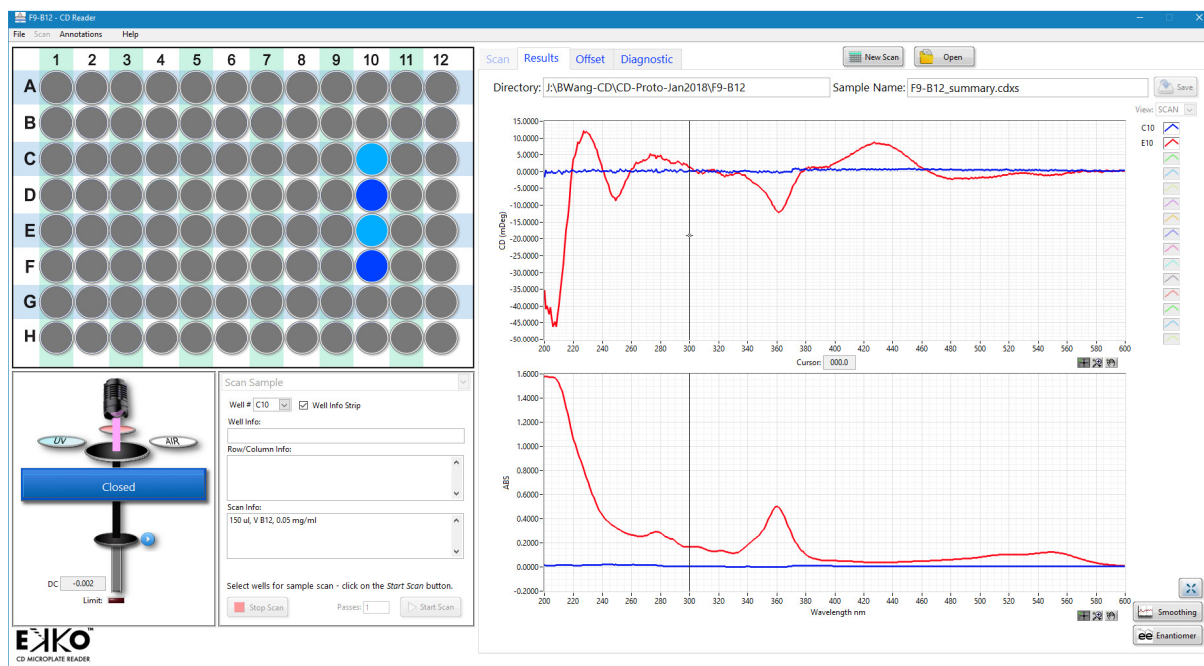 F9-B12 - CD Reader
File Scan Annotations Help
1 2 3 4 5 6 7 8 9 10 11 12
A
B
C
D
E
F
G
H
Scan Results Offset Diagnostic
New Scan Open
Directory: J:\BWang-CD\CD-Proto-Jan2018\F9-B12 Sample Name: F9-B12_summary.cdxs Save
View: SCAN
C10
E10
CD (mDeg)
15.0000
10.0000
5.0000
0.0000
-5.0000
-10.0000
-15.0000
-20.0000
-25.0000
-30.0000
-35.0000
-40.0000
-45.0000
-50.0000
200 220 240 260 280 300 320 340 360 380 400 420 440 460 480 500 520 540 560 580 600
Cursor: 000.0
ABS
1.6000
1.4000
1.2000
1.0000
0.8000
0.6000
0.4000
0.2000
0.0000
-0.2000
200 220 240 260 280 300 320 340 360 380 400 420 440 460 480 500 520 540 560 580 600
Wavelength nm
UV AIR
Closed
DC -0.002
Limit:
Scan Sample
Well # C10 Well Info Strip
Well Info:
Row/Column Info:
Scan Info:
150 ul, V B12, 0.05 mg/ml
Select wells for sample scan - click on the Start Scan button.
Stop Scan Passes: 1 Start Scan
EKKO™
CD MICROPLATE READER
Smoothing
ee Enantiomer